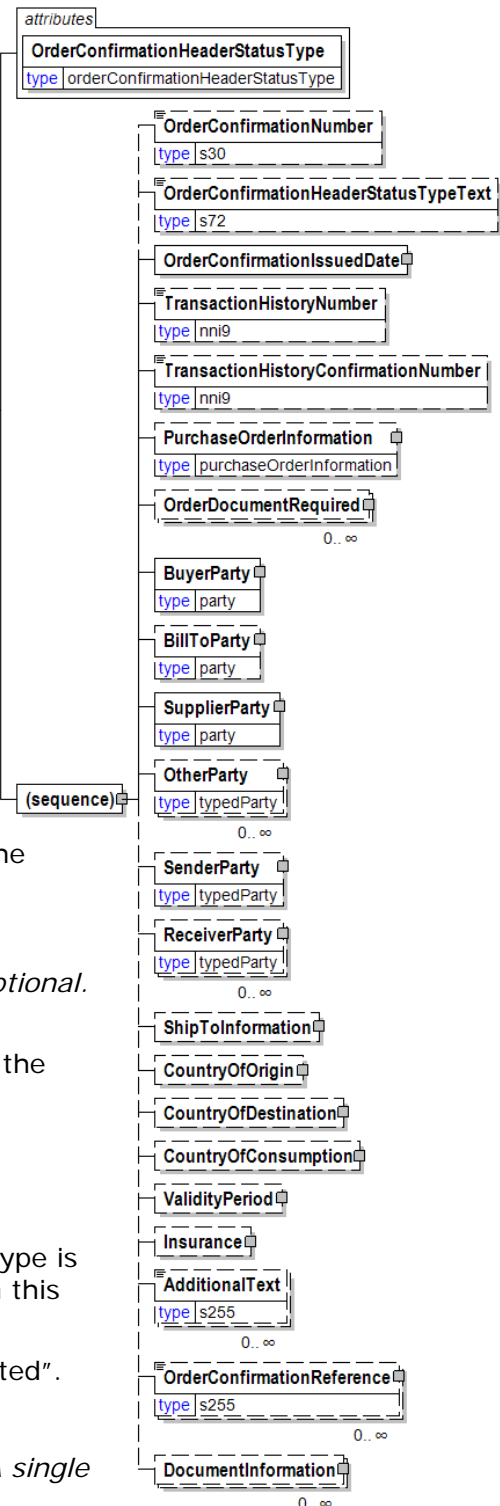 attributes
OrderConfirmationHeaderStatusType
type orderConfirmationHeaderStatusType
OrderConfirmationNumber
type s30
OrderConfirmationHeaderStatusTypeText
type s72
OrderConfirmationIssuedDate
TransactionHistoryNumber
type nni9
TransactionHistoryConfirmationNumber
type nni9
PurchaseOrderInformation
type purchaseOrderInformation
OrderDocumentRequired
0.. ∞
BuyerParty
type party
BillToParty
type party
SupplierParty
type party
OtherParty
type typedParty
0.. ∞
(sequence)
SenderParty
type typedParty
ReceiverParty
type typedParty
0.. ∞
ShipToInformation
CountryOfOrigin
CountryOfDestination
CountryOfConsumption
ValidityPeriod
Insurance
AdditionalText
type s255
0.. ∞
OrderConfirmationReference
type s255
0.. ∞
DocumentInformation
0.. ∞
he
otional.
the
ype is
this
ted".
single